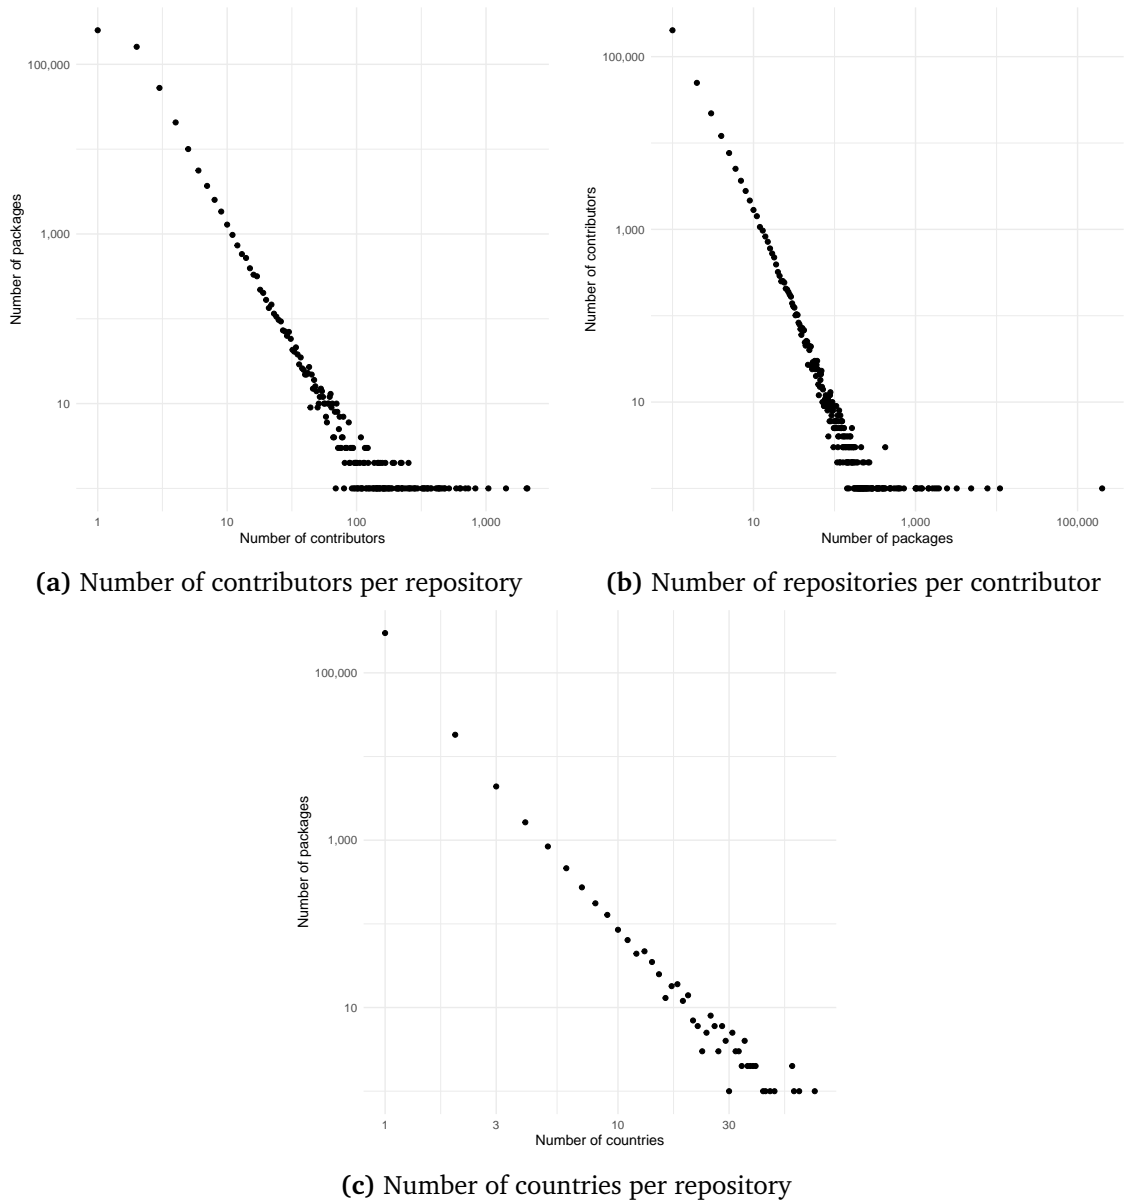 100,000
1,000
10
Number of packages
1
10
100
1,000
Number of contributors
(a) Number of contributors per repository
100,000
1,000
10
Number of contributors
10
1,000
100,000
Number of packages
(b) Number of repositories per contributor
100,000
1,000
10
Number of packages
1
3
10
30
Number of countries
(c) Number of countries per repository